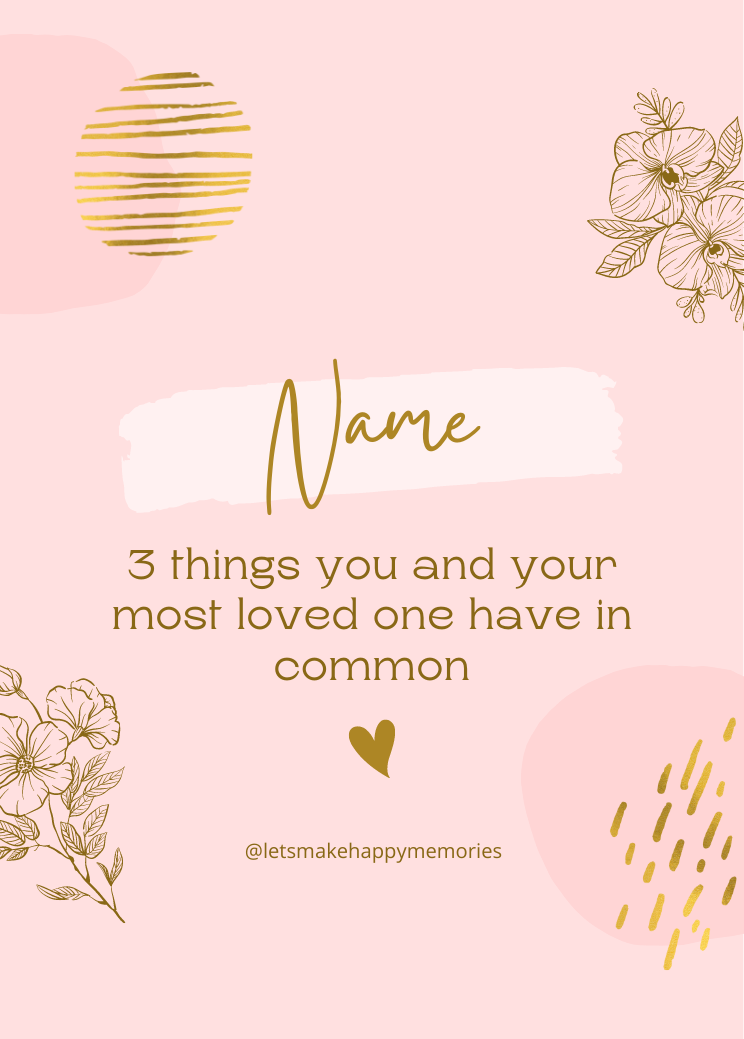 Name
3 things you and your
most loved one have in
common
@letsmakehappymemories